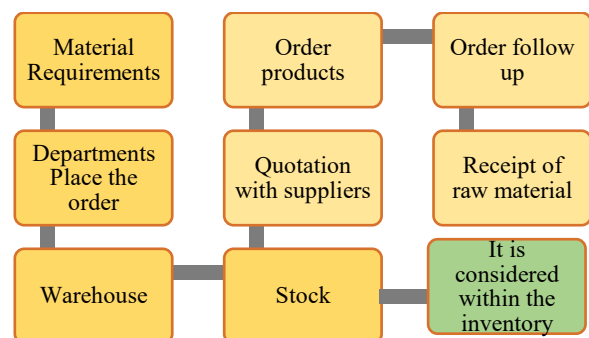 Material
Requirements
Departments
Place the
order
Warehouse
Stock
Quotation
with suppliers
Order
products
Order follow
up
Receipt of
raw material
It is
considered
within the
inventory